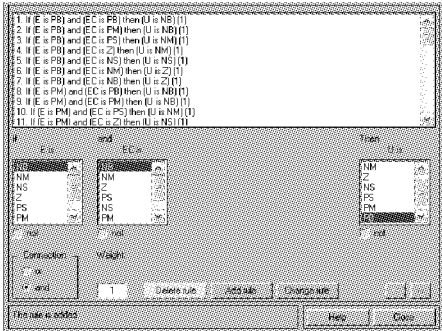 1. If (E is PB) and (EC is PB) then (U is NB) (1)
2. If (E is PB) and (EC is PM) then (U is NB) (1)
3. If (E is PB) and (EC is PS) then (U is NM) (1)
4. If (E is PB) and (EC is Z) then (U is NM) (1)
5. If (E is PB) and (EC is NS) then (U is NS) (1)
6. If (E is PB) and (EC is NM) then (U is Z) (1)
7. If (E is PB) and (EC is NB) then (U is Z) (1)
8. If (E is PM) and (EC is PB) then (U is NB) (1)
9. If (E is PM) and (EC is PM) then (U is NB) (1)
10. If (E is PM) and (EC is PS) then (U is NM) (1)
11. If (E is PM) and (EC is Z) then (U is NS) (1)
If and Then
E is EC is U is
NB NB NM
NM NM Z
NS Z NS
Z NS PS
PS PS PM
PM PM PB
not not not
Connection Weight:
or
and 1 Delete rule Add rule Change rule
The rule is added Help Close